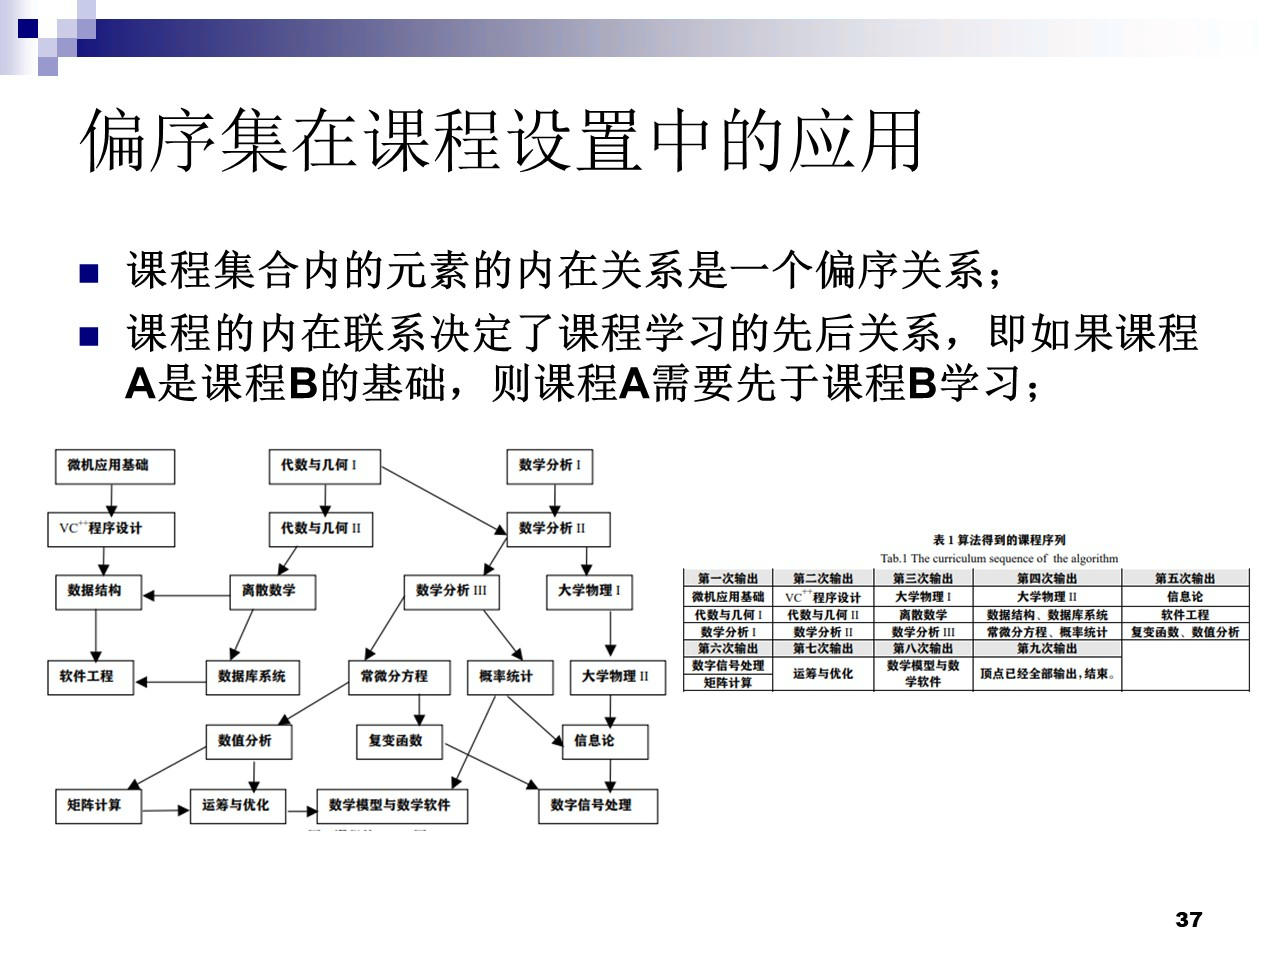 偏序集在课程设置中的应用
课程集合内的元素的内在关系是一个偏序关系；
课程的内在联系决定了课程学习的先后关系，即如果课程
A是课程B的基础，则课程A需要先于课程B学习；
微机应用基础
代数与几何 I
数学分析 I
VC++程序设计
代数与几何 II
数学分析 II
数据结构
离散数学
数学分析 III
大学物理 I
软件工程
数据库系统
常微分方程
概率统计
大学物理 II
数值分析
复变函数
信息论
矩阵计算
运筹与优化
数学模型与数学软件
数字信号处理
表 1 算法得到的课程序列
Tab.1 The curriculum sequence of the algorithm
第一次输出 第二次输出 第三次输出 第四次输出 第五次输出
微机应用基础 VC++程序设计 大学物理 I 大学物理 II 信息论
代数与几何 I 代数与几何 II 离散数学 数据结构、数据库系统 软件工程
数学分析 I 数学分析 II 数学分析 III 常微分方程、概率统计 复变函数、数值分析
第六次输出 第七次输出 第八次输出 第九次输出
数字信号处理
矩阵计算
运筹与优化
数学模型与数
学软件
顶点已经全部输出，结束。
37